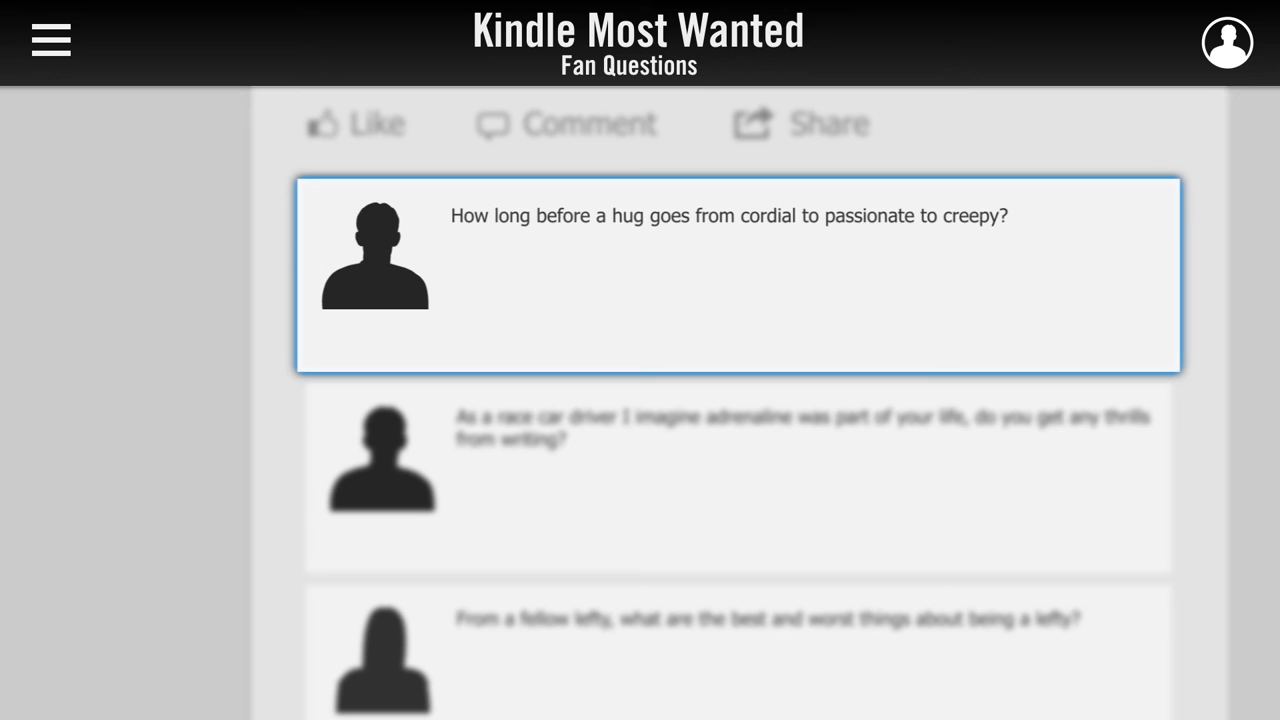 Kindle Most Wanted
Fan Questions
Like
Comment
Share
How long before a hug goes from cordial to passionate to creepy?
As a race car driver I imagine adrenaline was part of your life, do you get any thrills
from writing?
From a fellow lefty, what are the best and worst things about being a lefty?